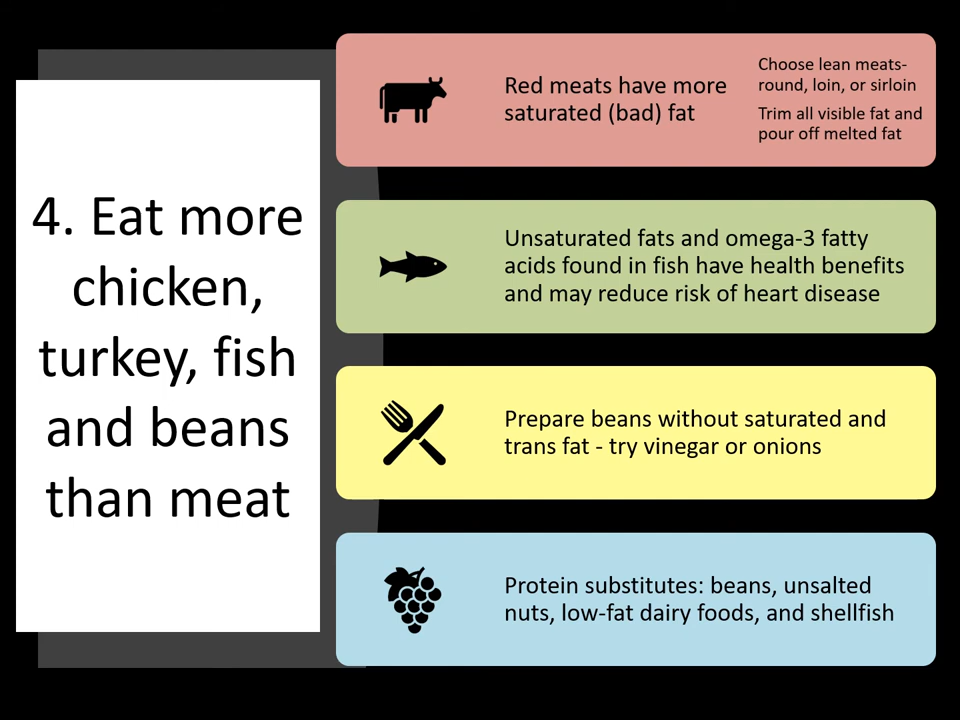 4. Eat more
chicken,
turkey, fish
and beans
than meat
Red meats have more
saturated (bad) fat
Choose lean meats-
round, loin, or sirloin
Trim all visible fat and
pour off melted fat
Unsaturated fats and omega-3 fatty
acids found in fish have health benefits
and may reduce risk of heart disease
Prepare beans without saturated and
trans fat - try vinegar or onions
Protein substitutes: beans, unsalted
nuts, low-fat dairy foods, and shellfish